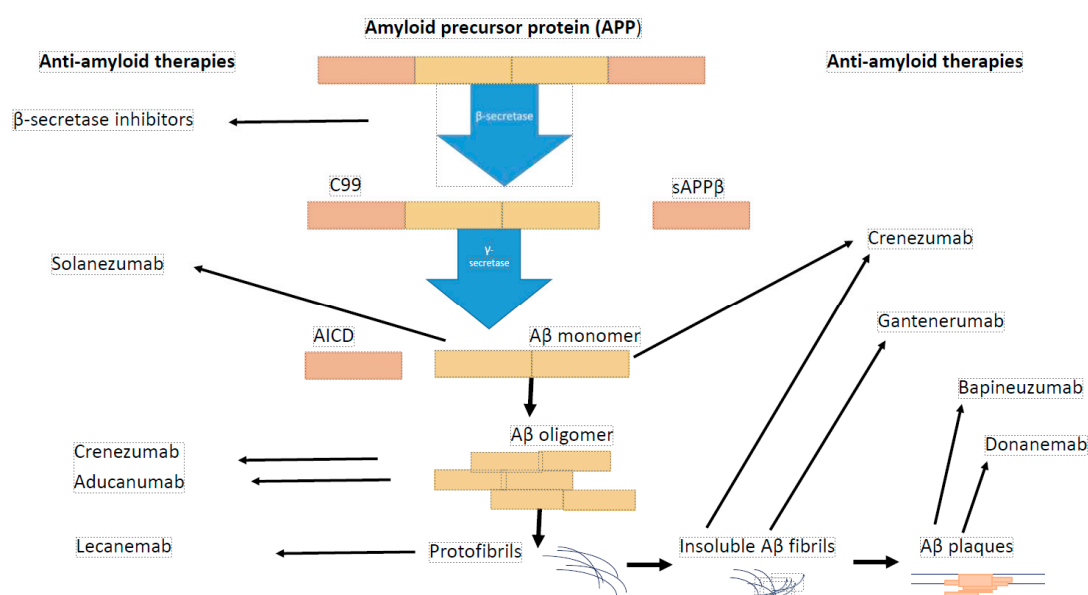 Amyloid precursor protein (APP)
Anti-amyloid therapies
Anti-amyloid therapies
β-secretase inhibitors
β-secretase
C99
sAPPβ
γ-
secretase
Crenezumab
Solanezumab
Gantenerumab
AICD
Aβ monomer
Bapineuzumab
Aβ oligomer
Donanemab
Crenezumab
Aducanumab
Lecanemab
Protofibrils
Insoluble Aβ fibrils
Aβ plaques